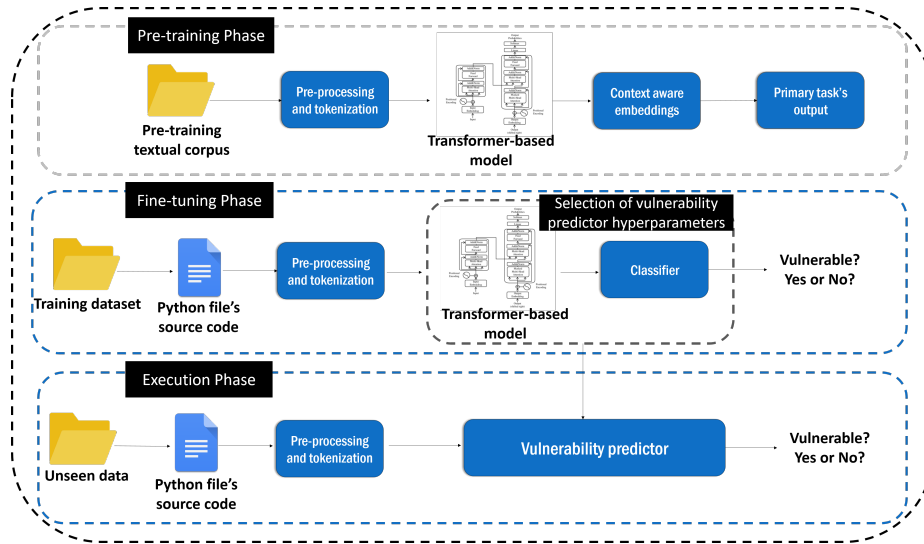 Pre-training Phase
Pre-training
textual corpus
Pre-processing
and tokenization
Transformer-based
model
Context aware
embeddings
Primary task's
output
Fine-tuning Phase
Selection of vulnerability
predictor hyperparameters
Training dataset
Python file's
source code
Pre-processing
and tokenization
Transformer-based
model
Classifier
Vulnerable?
Yes or No?
Execution Phase
Unseen data
Python file's
source code
Pre-processing
and tokenization
Vulnerability predictor
Vulnerable?
Yes or No?